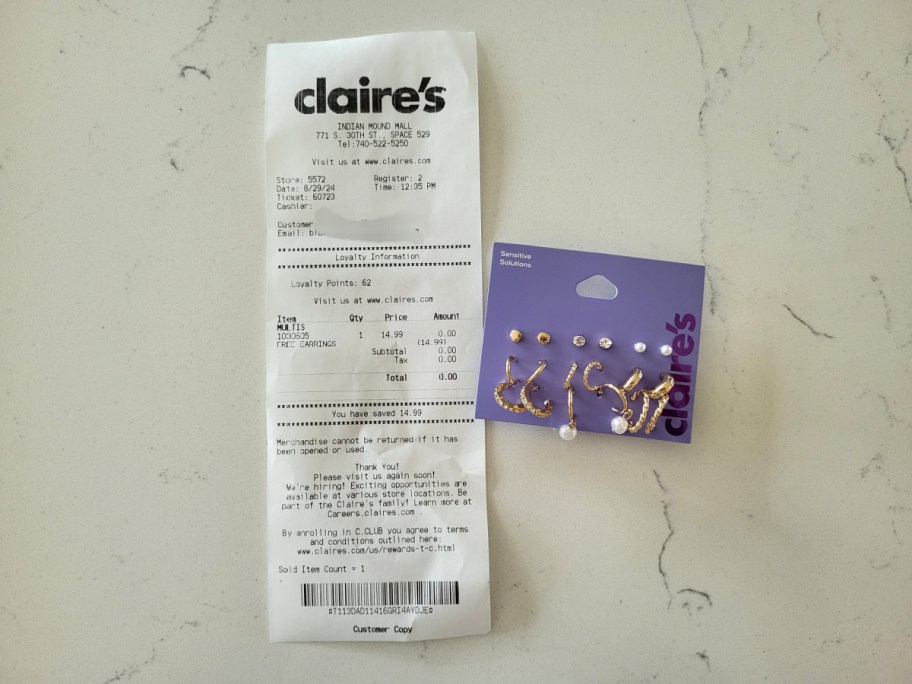 claire's
INDIAN MOUND MALL
771 S. 30TH ST., SPACE 529
Tel:740-522-5250
Visit us at www.claires.com
Store: 5572 Register: 2
Date: 8/29/24 Time: 12:35 PM
Ticket: 60723
Cashier:
Customer
Email:
Loyalty Information
Loyalty Points: 62
Visit us at www.claires.com
Item Qty Price Amount
MULTIS
1 14.99 0.00
FREE EARRINGS (14.99)
Subtotal 0.00
Tax 0.00
Total 0.00
You have saved 14.99
Merchandise cannot be returned if it has
been opened or used.
Thank You!
Please visit us again soon!
We're hiring! Exciting opportunities are
available at various store locations. Be
part of the Claire's family! Learn more at
Careers.claires.com .
By enrolling in C.CLUB you agree to terms
and conditions outlined here:
www.claires.com/us/rewards-t-c.html
Sold Item Count = 1
Customer Copy
Sensitive
Solutions
claire's